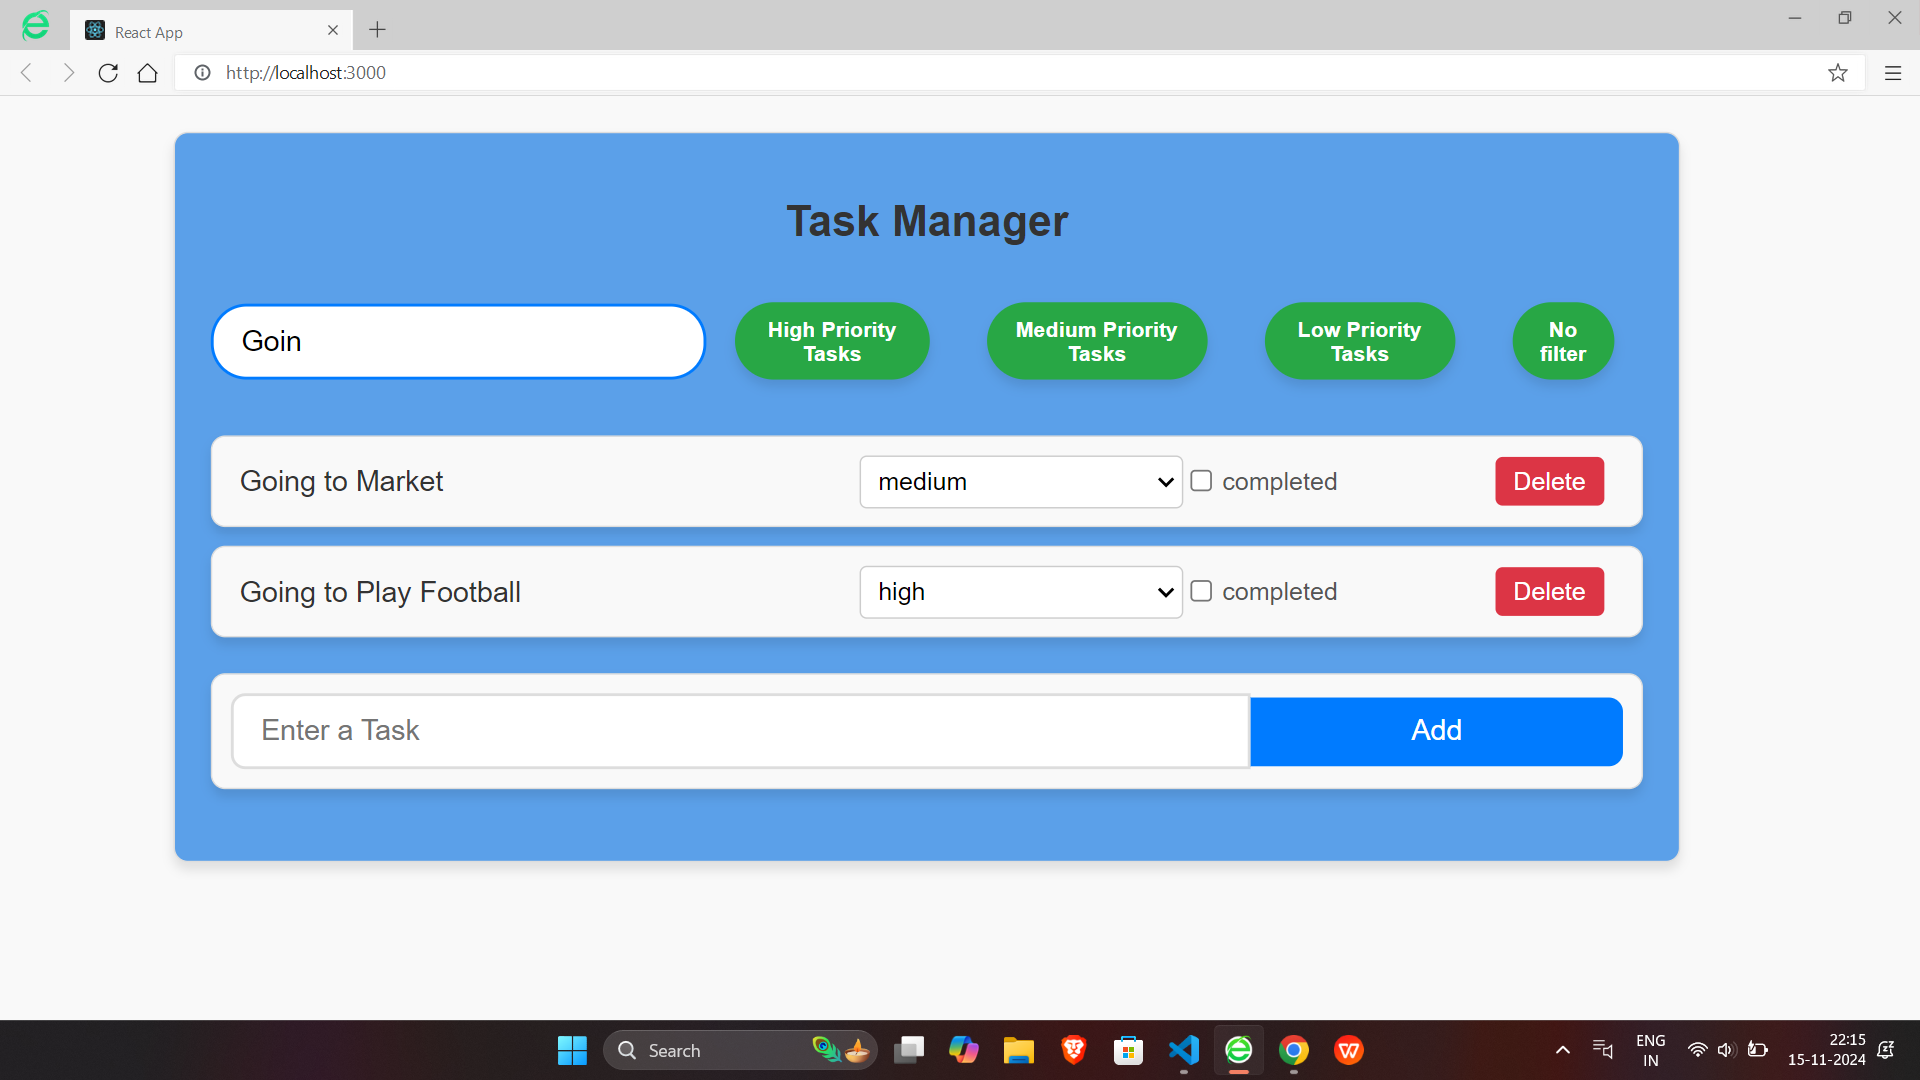 React App
http://localhost:3000
Task Manager
Goin
High Priority
Tasks
Medium Priority
Tasks
Low Priority
Tasks
No
filter
Going to Market
medium
completed
Delete
Going to Play Football
high
completed
Delete
Enter a Task
Add
Search
ENG
IN
22:15
15-11-2024